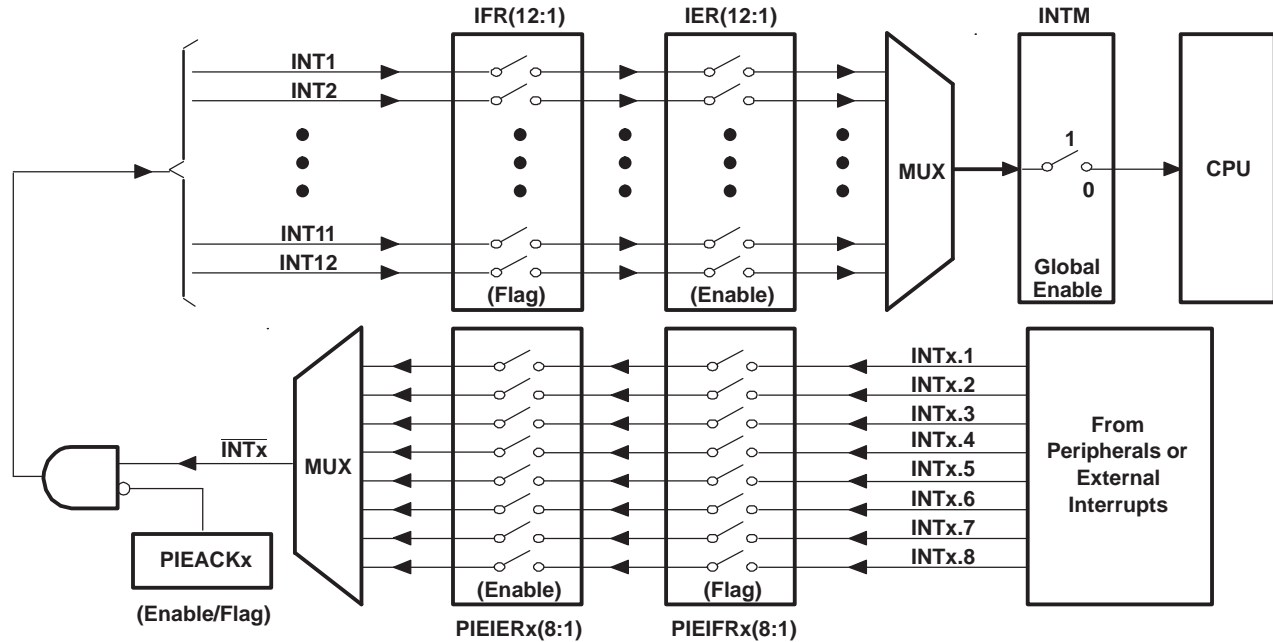 IFR(12:1)
IER(12:1)
INTM
INT1
INT2
1
MUX
CPU
0
INT11
INT12
(Flag)
(Enable)
Global
Enable
INTx.1
INTx.2
INTx.3
INTx.4
INTx.5
INTx.6
INTx.7
INTx.8
From
Peripherals or
External
Interrupts
INTx
MUX
PIEACKx
(Enable/Flag)
(Enable)
(Flag)
PIEIERx(8:1)
PIEIFRx(8:1)